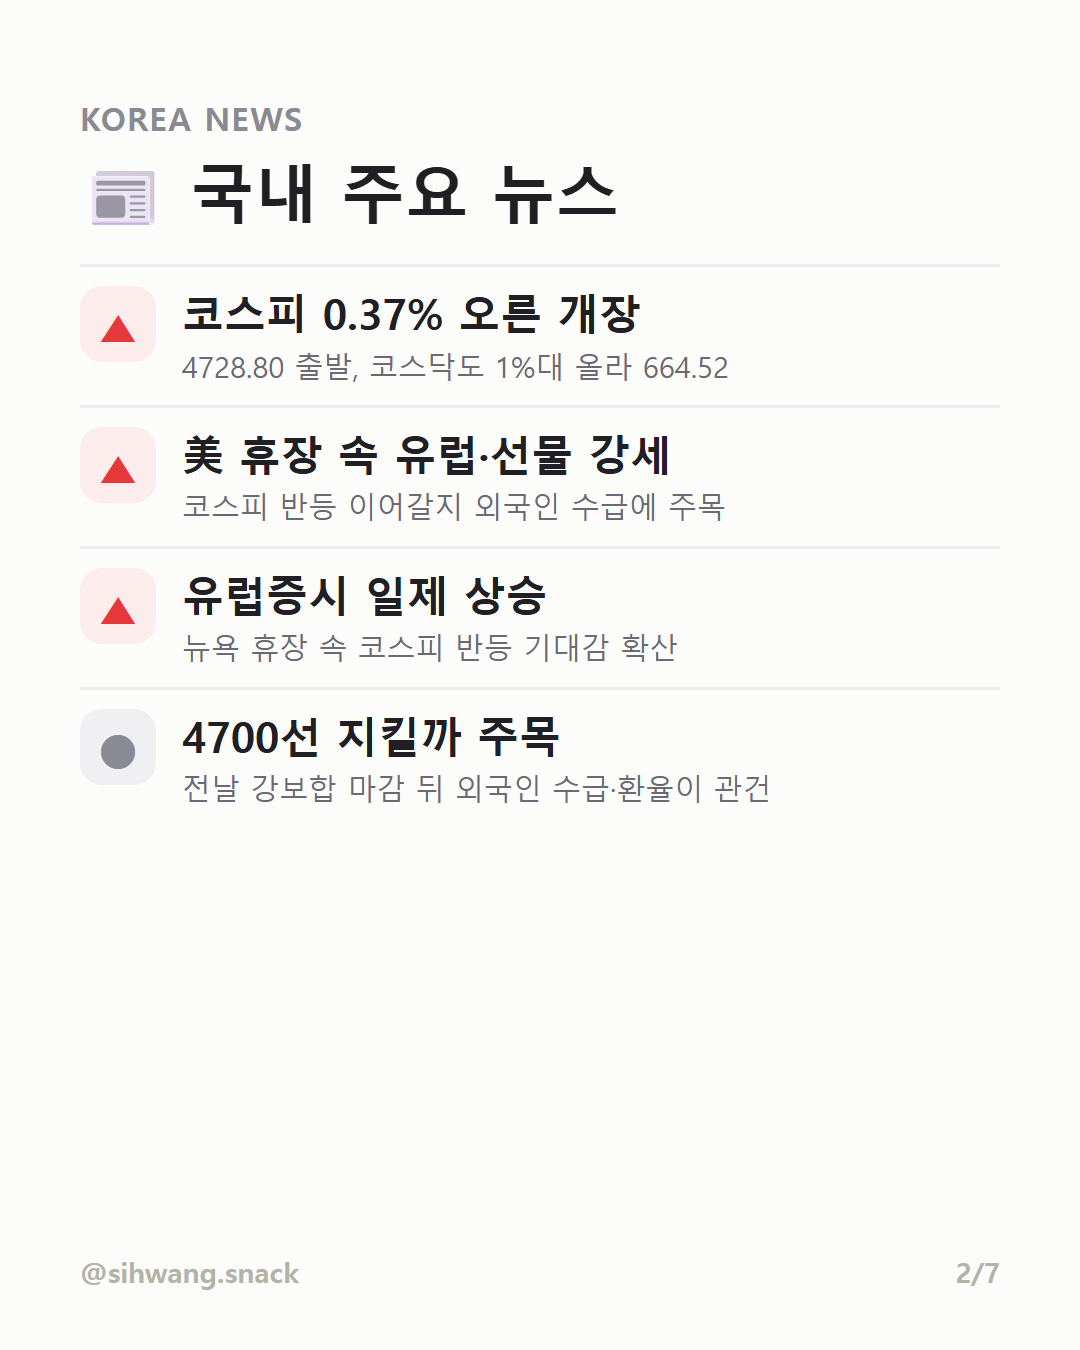 KOREA NEWS
국내 주요 뉴스
코스피 0.37% 오른 개장
4728.80 출발, 코스닥도 1%대 올라 664.52
美 휴장 속 유럽·선물 강세
코스피 반등 이어갈지 외국인 수급에 주목
유럽증시 일제 상승
뉴욕 휴장 속 코스피 반등 기대감 확산
4700선 지킬까 주목
전날 강보합 마감 뒤 외국인 수급·환율이 관건
@sihwang.snack
2/7